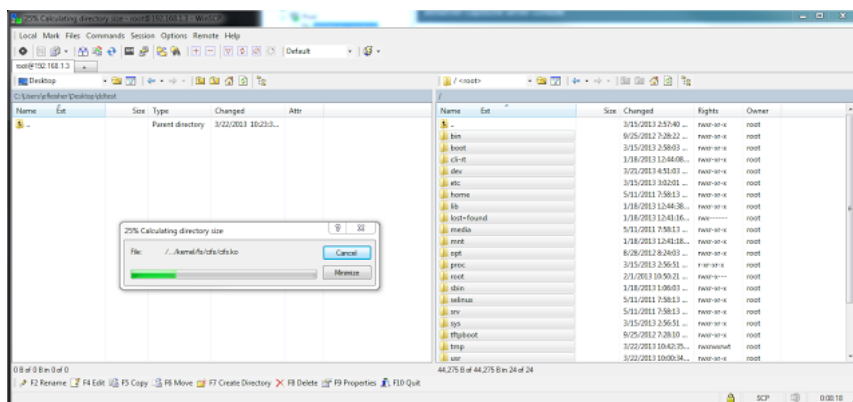 25% Calculating directory size - root@192.168.1.3 - WinSCP
Local Mark Files Commands Session Options Remote Help
Default
root@192.168.1.3
Desktop
/ <root>
/
Name Ext Size Type Changed Attr
.. Parent directory 3/22/2013 10:23:3...
Name Ext Size Changed Rights Owner
.. 3/15/2013 2:57:40 ... rwxr-xr-x root
bin 9/25/2012 7:28:22 ... rwxr-xr-x root
boot 3/15/2013 2:58:03 ... rwxr-xr-x root
cli-rt 1/18/2013 12:44:08... rwxr-xr-x root
dev 3/21/2013 4:51:03 ... rwxr-xr-x root
etc 3/15/2013 3:02:01 ... rwxr-xr-x root
home 5/11/2011 7:58:13 ... rwxr-xr-x root
lib 1/18/2013 12:44:38... rwxr-xr-x root
lost+found 1/18/2013 12:41:16... rwx------ root
media 5/11/2011 7:58:13 ... rwxr-xr-x root
mnt 1/18/2013 12:41:18... rwxr-xr-x root
opt 8/28/2012 8:24:03 ... rwxr-xr-x root
proc 3/15/2013 2:56:51 ... r-xr-xr-x root
root 2/1/2013 10:50:21 ... rwxr-x--- root
sbin 1/18/2013 1:06:03 ... rwxr-xr-x root
selinux 5/11/2011 7:58:13 ... rwxr-xr-x root
srv 5/11/2011 7:58:13 ... rwxr-xr-x root
sys 3/15/2013 2:56:51 ... rwxr-xr-x root
tftpboot 9/25/2012 7:28:10 ... rwxr-xr-x root
tmp 3/22/2013 10:42:35... rwxrwxrwt root
usr 3/22/2013 10:00:34... rwxr-xr-x root
25% Calculating directory size
File: /.../kernel/fs/cifs/cifs.ko
Cancel
Minimize
0 B of 0 B in 0 of 0
44,275 B of 44,275 B in 24 of 24
F2 Rename F4 Edit F5 Copy F6 Move F7 Create Directory F8 Delete F9 Properties F10 Quit
SCP 0:00:18